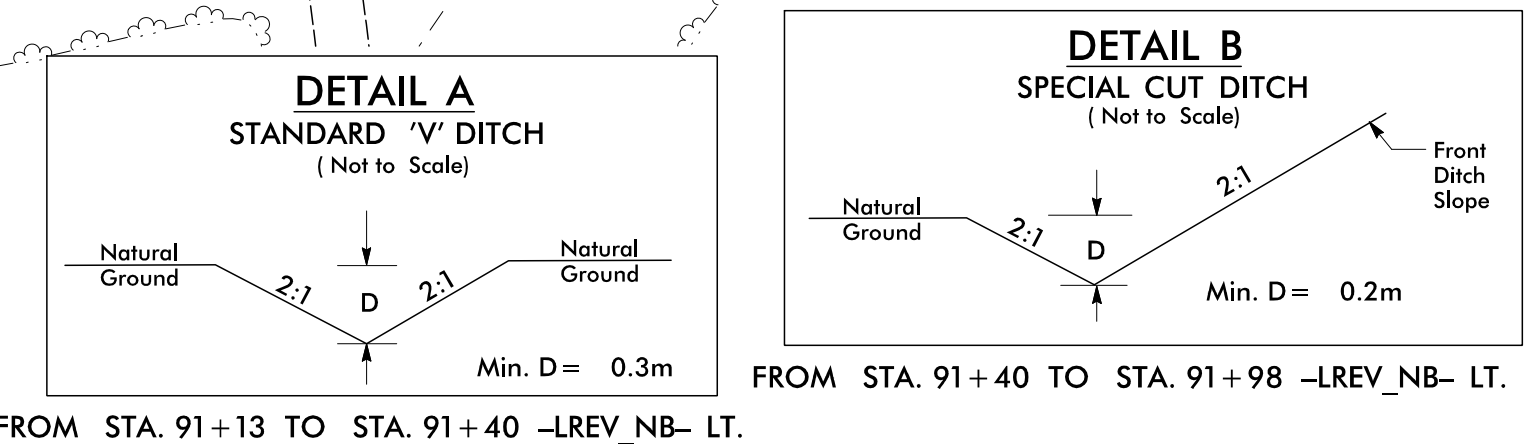 DETAIL A
STANDARD 'V' DITCH
( Not to Scale)
Natural
Ground
2:1
D
2:1
Natural
Ground
Min. D = 0.3m
FROM STA. 91+13 TO STA. 91+40 –LREV_NB– LT.
DETAIL B
SPECIAL CUT DITCH
( Not to Scale)
Natural
Ground
2:1
D
2:1
Front
Ditch
Slope
Min. D = 0.2m
FROM STA. 91+40 TO STA. 91+98 –LREV_NB– LT.